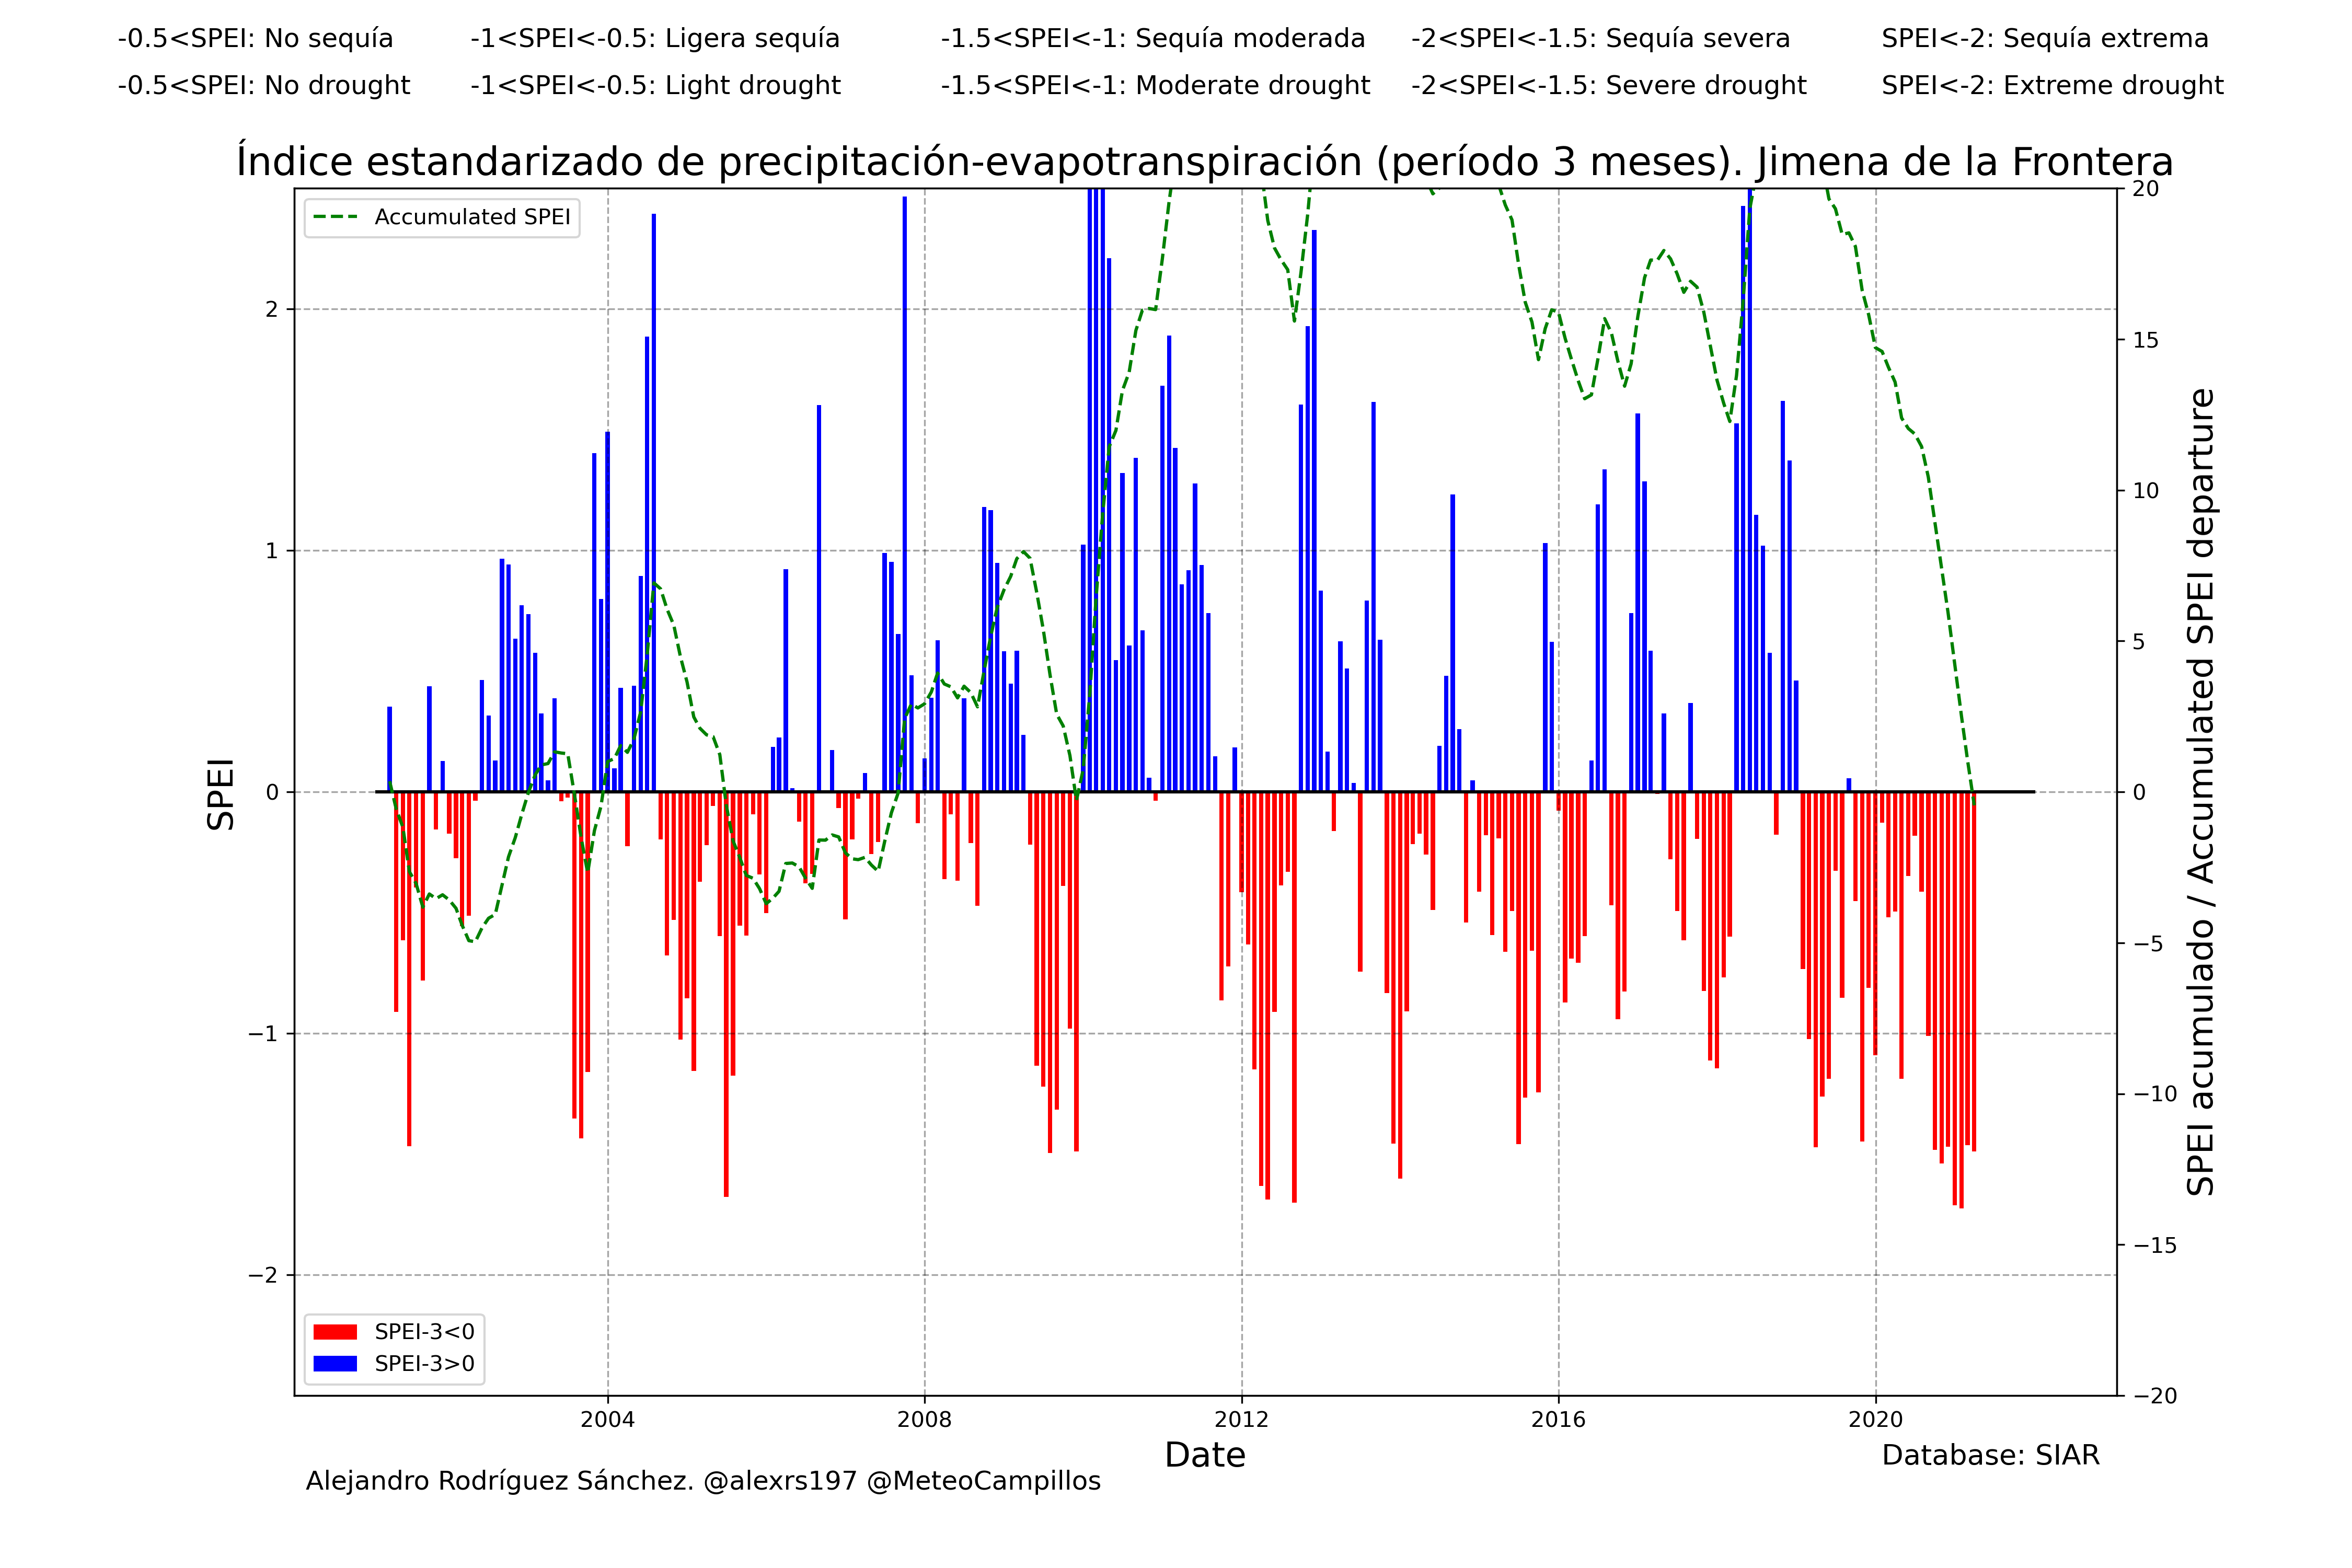 -0.5<SPEI: No sequía -1<SPEI<-0.5: Ligera sequía -1.5<SPEI<-1: Sequía moderada -2<SPEI<-1.5: Sequía severa SPEI<-2: Sequía extrema
-0.5<SPEI: No drought -1<SPEI<-0.5: Light drought -1.5<SPEI<-1: Moderate drought -2<SPEI<-1.5: Severe drought SPEI<-2: Extreme drought
Índice estandarizado de precipitación-evapotranspiración (período 3 meses). Jimena de la Frontera
Accumulated SPEI
SPEI
2
1
0
−1
−2
20
15
10
5
0
−5
−10
−15
−20
SPEI acumulado / Accumulated SPEI departure
SPEI-3<0
SPEI-3>0
2004 2008 2012 2016 2020
Date
Database: SIAR
Alejandro Rodríguez Sánchez. @alexrs197 @MeteoCampillos